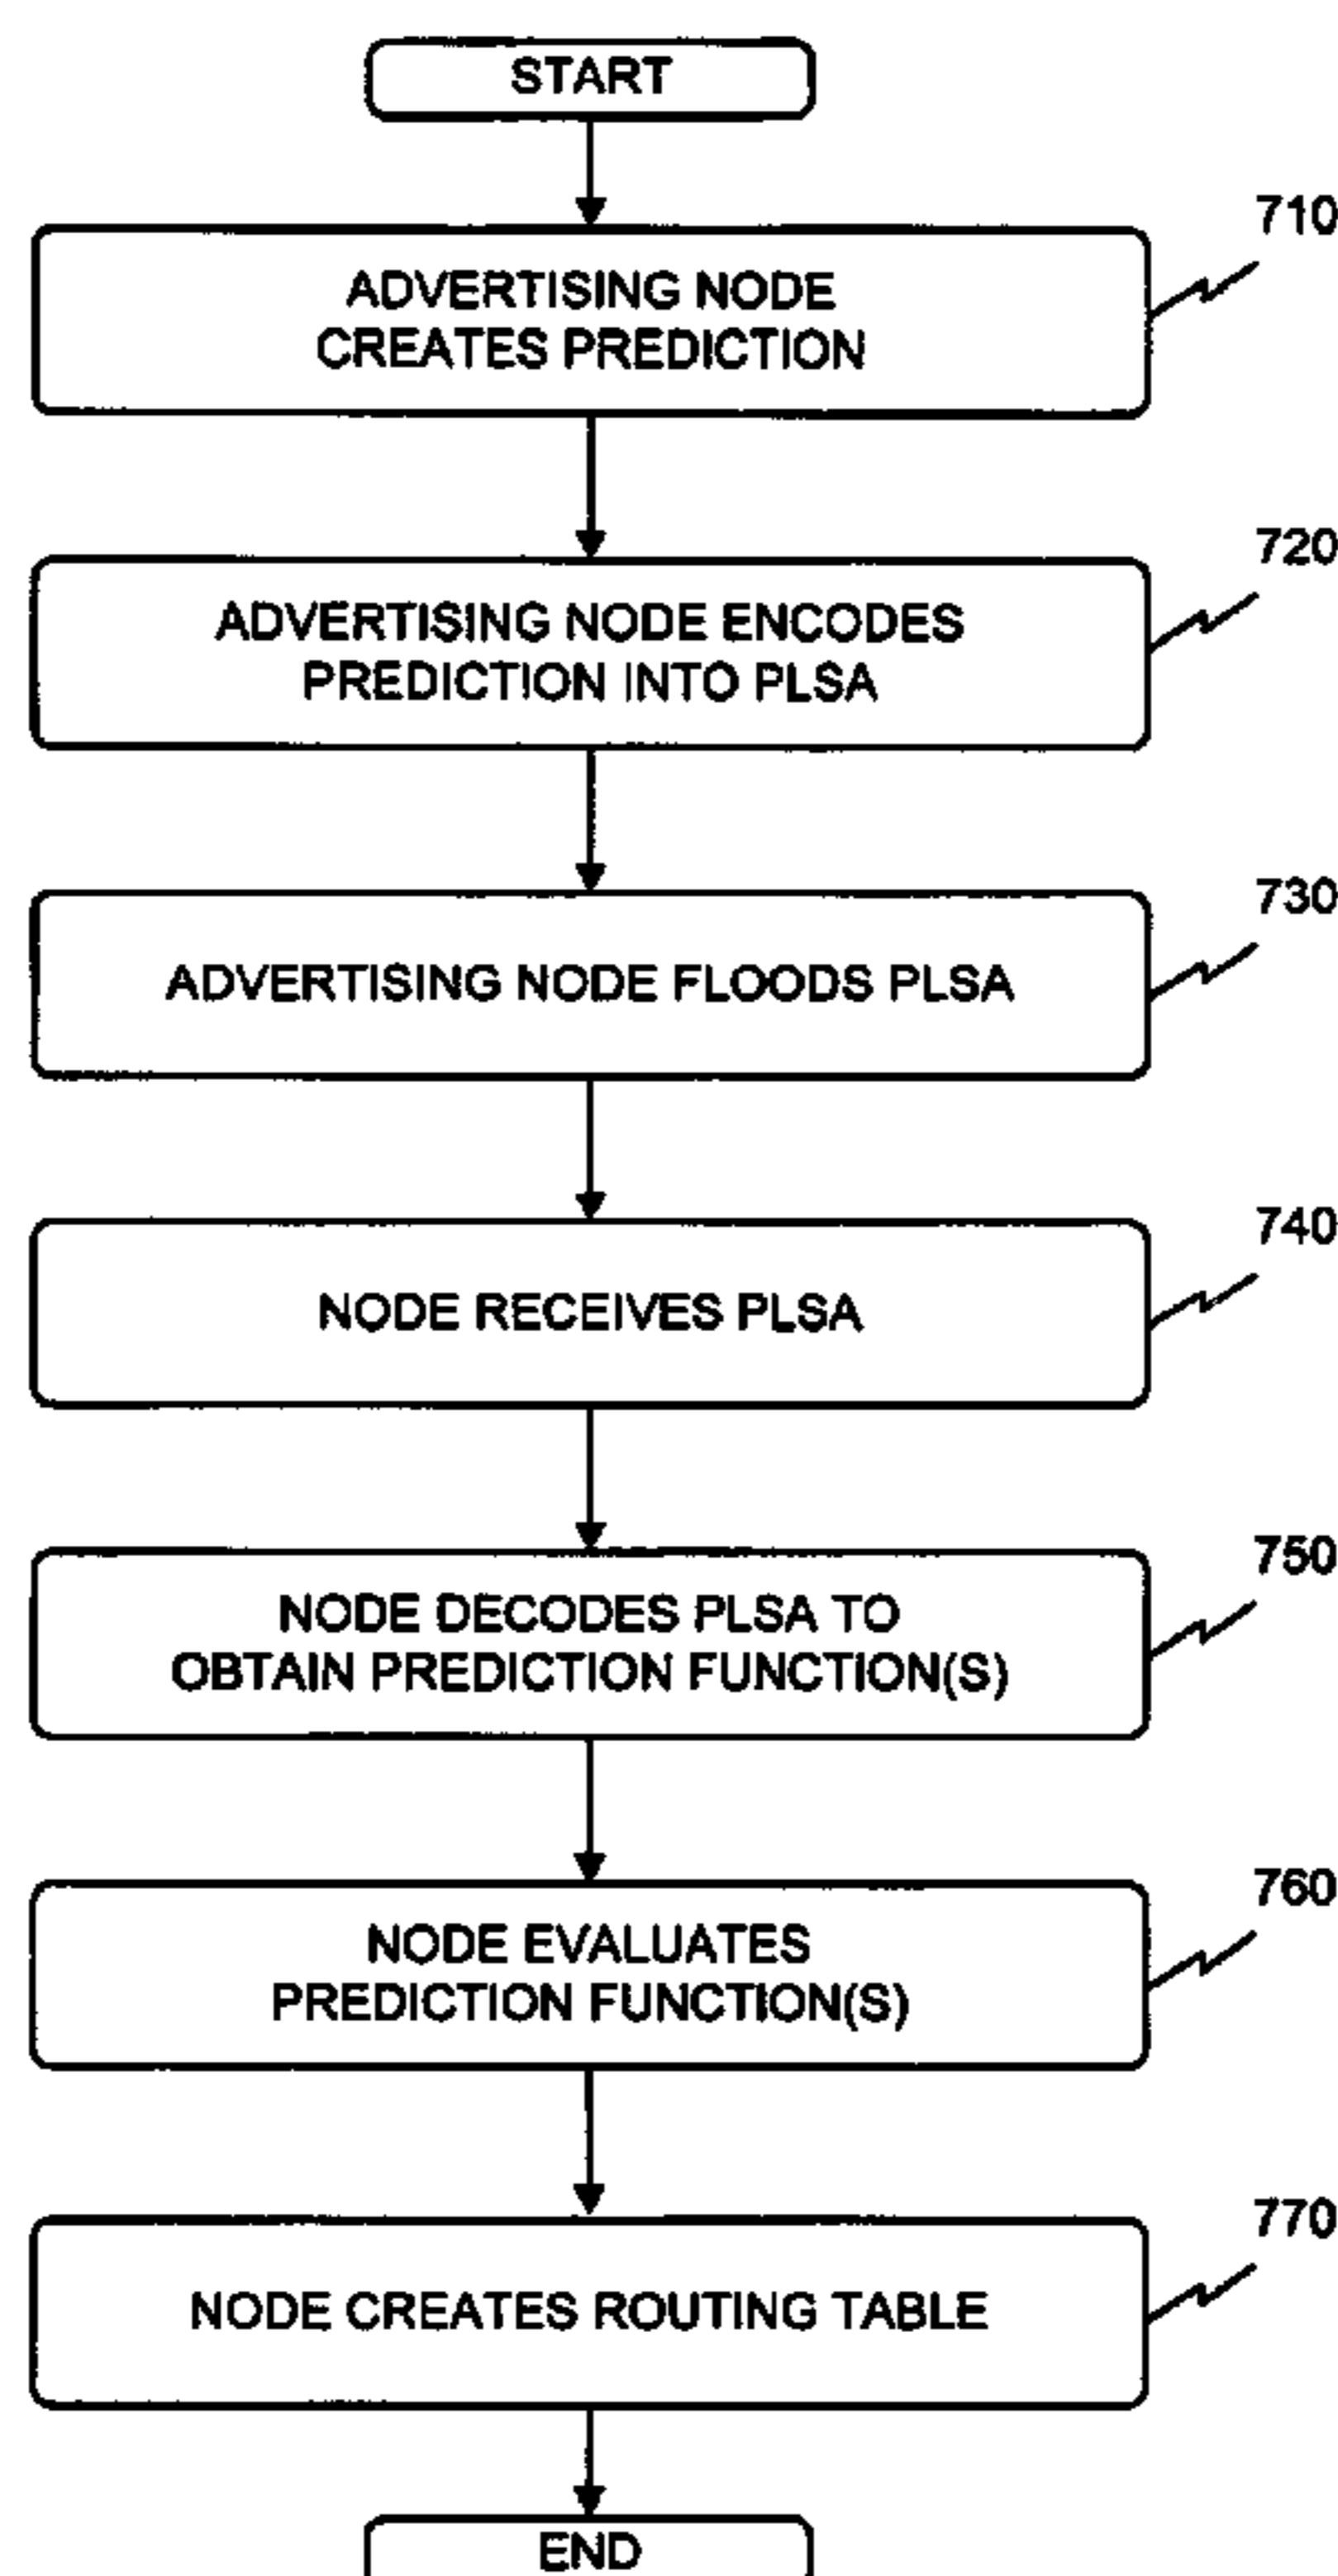 START
710
ADVERTISING NODE
CREATES PREDICTION
720
ADVERTISING NODE ENCODES
PREDICTION INTO PLSA
730
ADVERTISING NODE FLOODS PLSA
740
NODE RECEIVES PLSA
750
NODE DECODES PLSA TO
OBTAIN PREDICTION FUNCTION(S)
760
NODE EVALUATES
PREDICTION FUNCTION(S)
770
NODE CREATES ROUTING TABLE
END